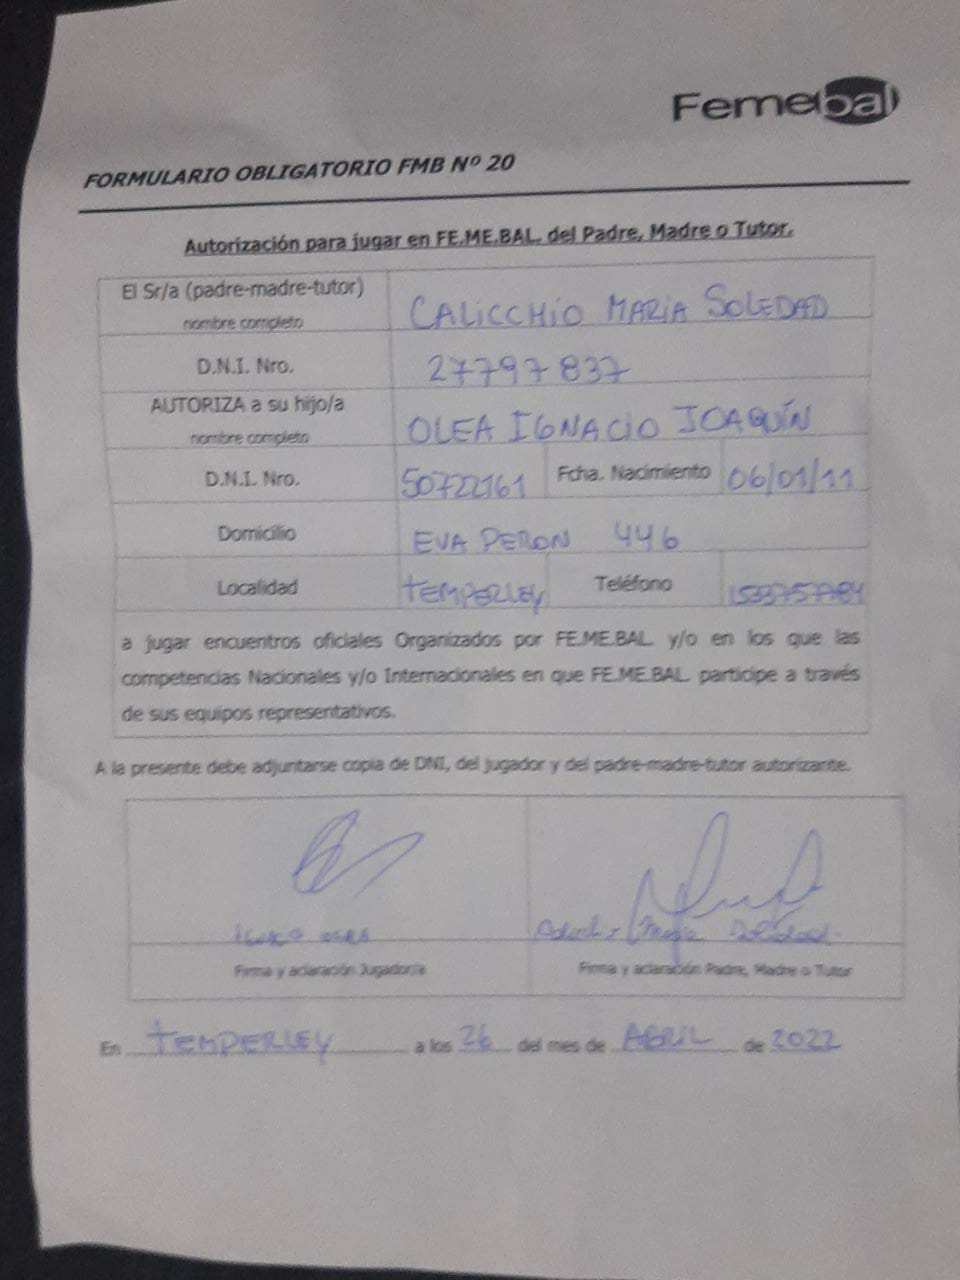 Femebal
FORMULARIO OBLIGATORIO FMB Nº 20
Autorización para jugar en FE.ME.BAL. del Padre, Madre o Tutor.
El Sr/a (padre-madre-tutor)
nombre completo
CALICCHIO MARIA SOLEDAD
D.N.I. Nro. 27797837
AUTORIZA a su hijo/a
nombre completo
OLEA IGNACIO JOAQUÍN
D.N.I. Nro. 50722161 Fcha. Nacimiento 06/01/11
Domicilio EVA PERON 446
Localidad TEMPERLEY Teléfono
a jugar encuentros oficiales Organizados por FE.ME.BAL. y/o en los que las
competencias Nacionales y/o Internacionales en que FE.ME.BAL. participe a través
de sus equipos representativos.
A la presente debe adjuntarse copia de DNI, del jugador y del padre-madre-tutor autorizante.
Firma y aclaración Jugador/a
Firma y aclaración Padre, Madre o Tutor
En TEMPERLEY a los 26 del mes de ABRIL de 2022